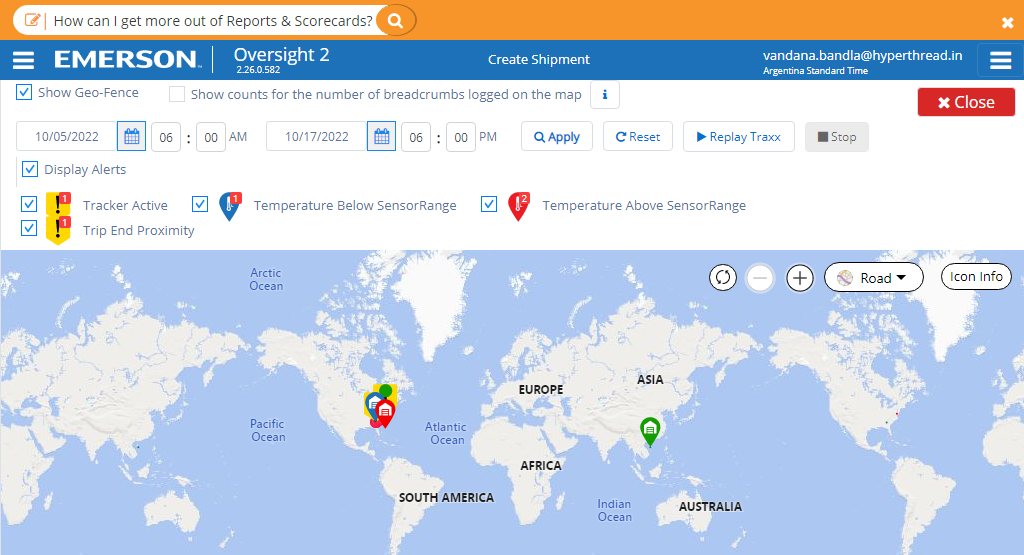 How can I get more out of Reports & Scorecards?
EMERSON
Oversight 2
2.26.0.582
Create Shipment
vandana.bandla@hyperthread.in
Argentina Standard Time
Show Geo-Fence
Show counts for the number of breadcrumbs logged on the map
i
Close
10/05/2022 06 : 00 AM 10/17/2022 06 : 00 PM Apply Reset Replay Traxx Stop
Display Alerts
1 Tracker Active 1 Temperature Below SensorRange 2 Temperature Above SensorRange
1 Trip End Proximity
Arctic
Ocean
Road
Icon Info
EUROPE
ASIA
Pacific
Ocean
Atlantic
Ocean
AFRICA
SOUTH AMERICA
Indian
Ocean
AUSTRALIA